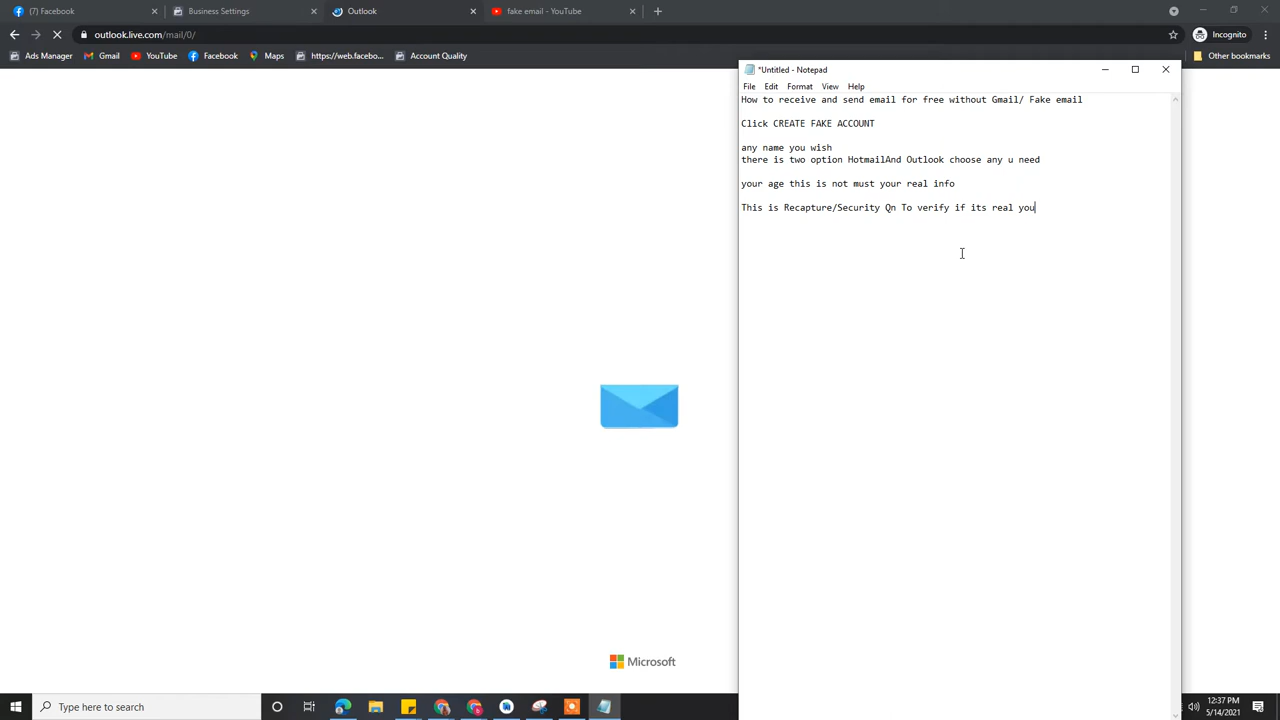 (7) Facebook
Business Settings
Outlook
fake email - YouTube
outlook.live.com/mail/0/
Incognito
Ads Manager
Gmail
YouTube
Facebook
Maps
https://web.facebo...
Account Quality
Other bookmarks
*Untitled - Notepad
File Edit Format View Help
How to receive and send email for free without Gmail/ Fake email
Click CREATE FAKE ACCOUNT
any name you wish
there is two option HotmailAnd Outlook choose any u need
your age this is not must your real info
This is Recapture/Security Qn To verify if its real you
Microsoft
Type here to search
12:37 PM
5/14/2021